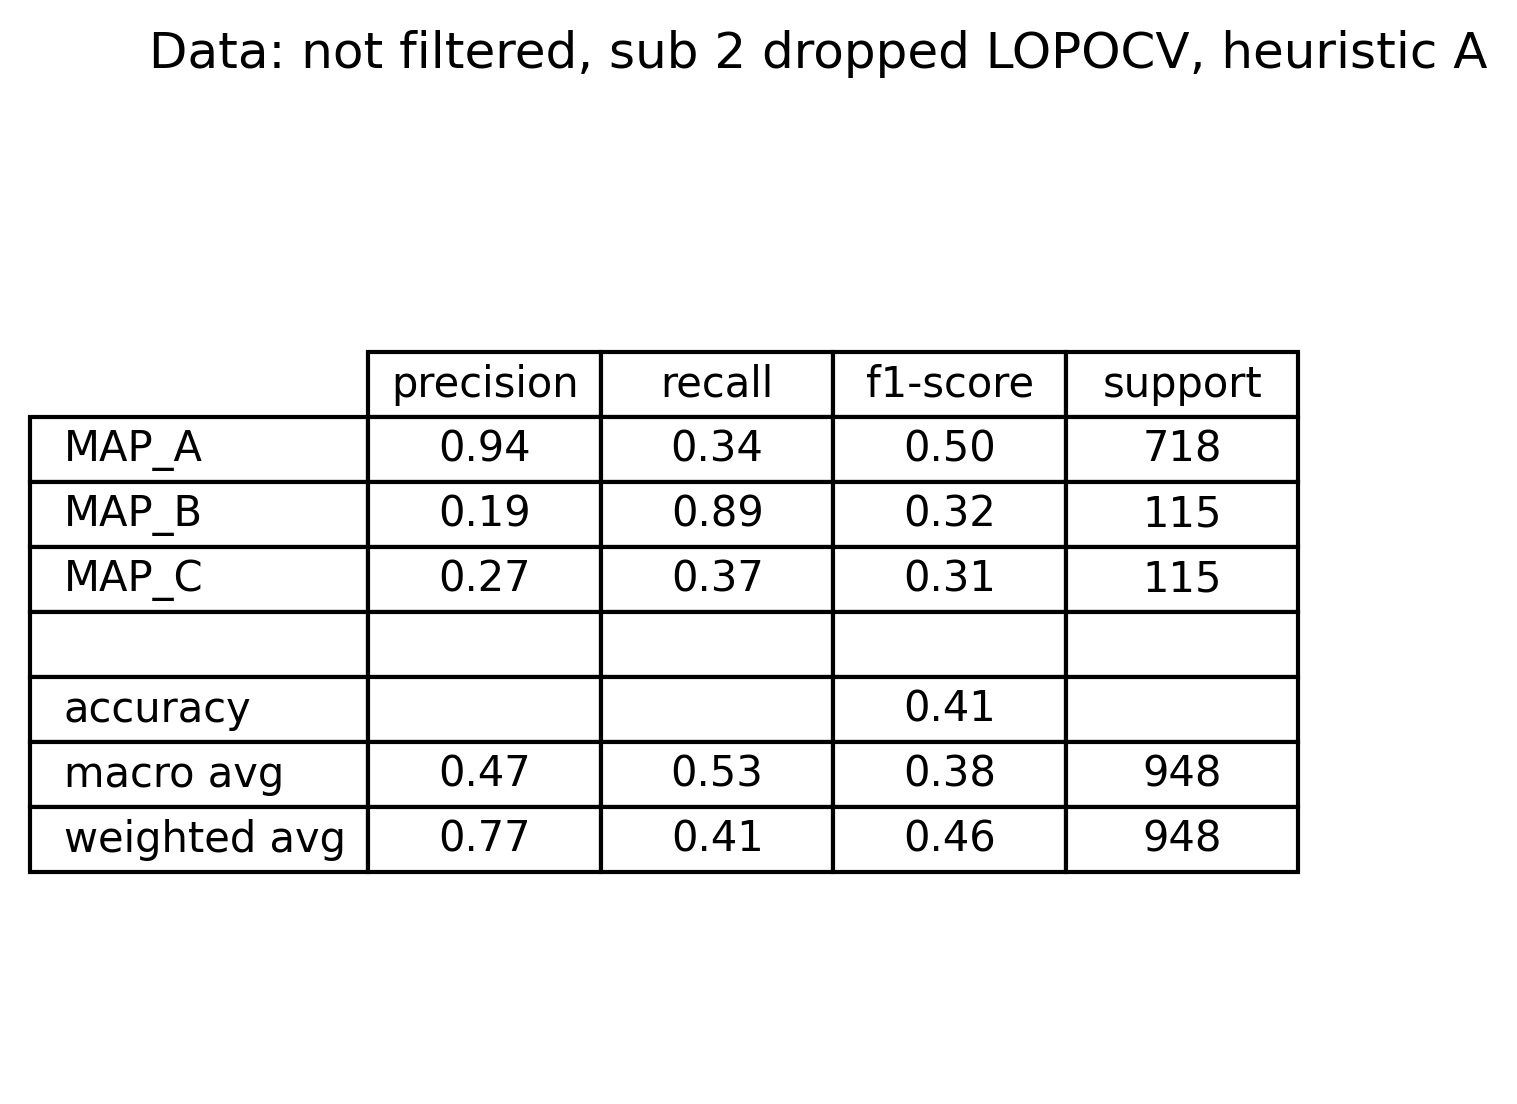 Data: not filtered, sub 2 dropped LOPOCV, heuristic A
precision recall f1-score support
MAP_A 0.94 0.34 0.50 718
MAP_B 0.19 0.89 0.32 115
MAP_C 0.27 0.37 0.31 115
accuracy 0.41
macro avg 0.47 0.53 0.38 948
weighted avg 0.77 0.41 0.46 948